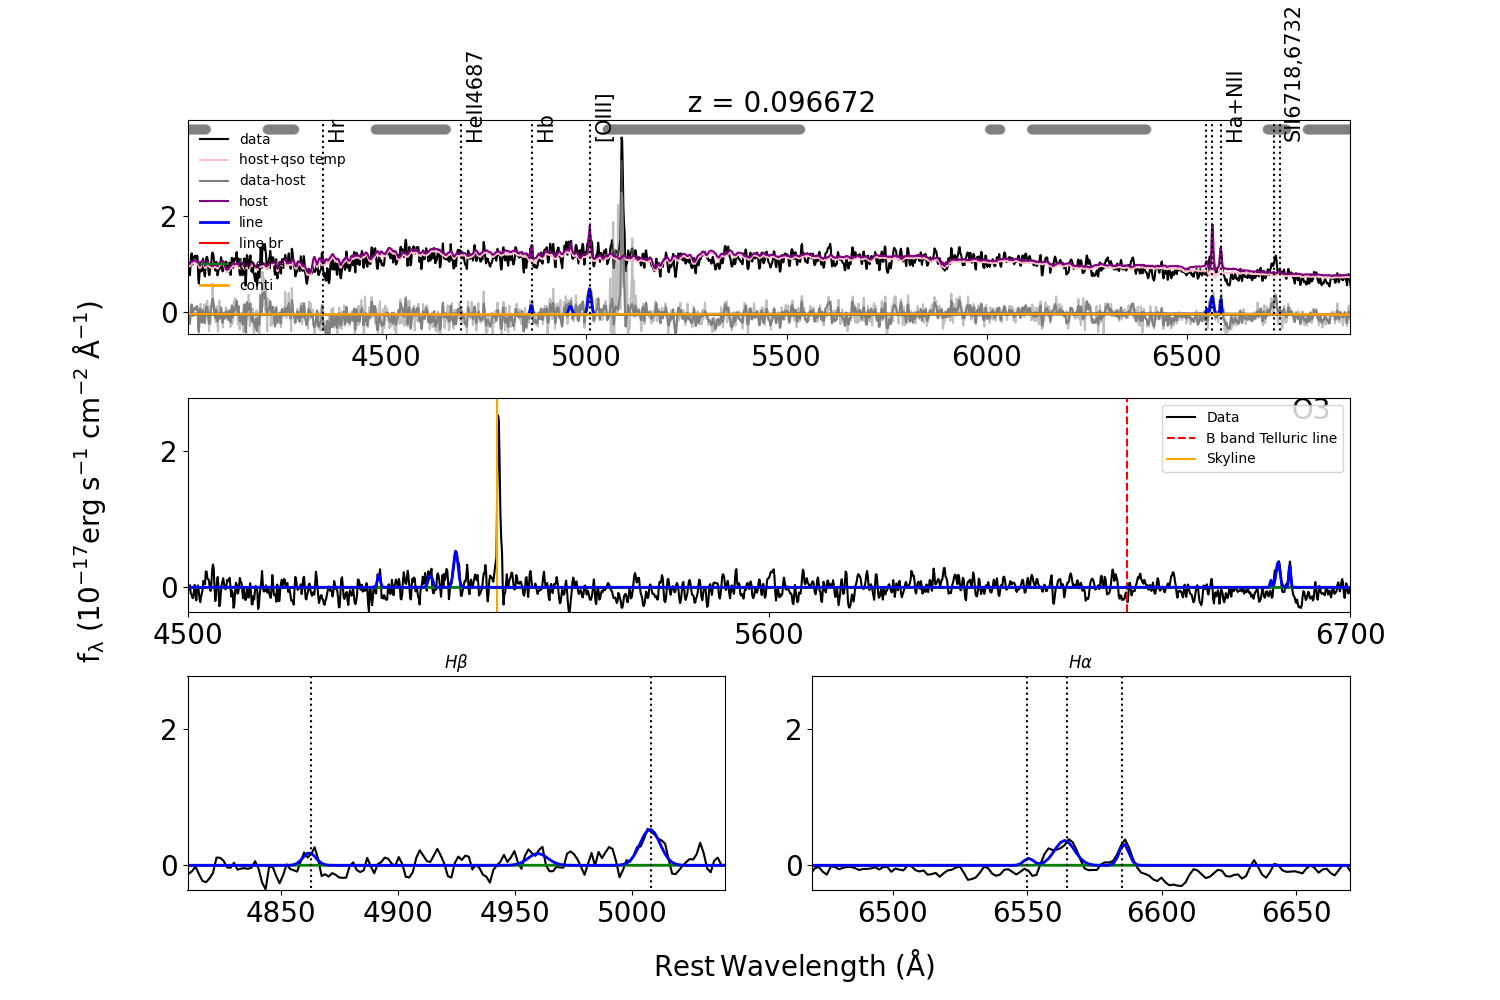 z = 0.096672
Hr
HeII4687
Hb
[OIII]
Ha+NII
SII6718,6732
data
host+qso temp
data-host
host
line
line br
conti
2
0
4500
5000
5500
6000
6500
fλ (10⁻¹⁷erg s⁻¹ cm⁻² Å⁻¹)
O3
Data
B band Telluric line
Skyline
2
0
4500
5600
6700
Hβ
2
0
4850
4900
4950
5000
Hα
2
0
6500
6550
6600
6650
Rest Wavelength (Å)